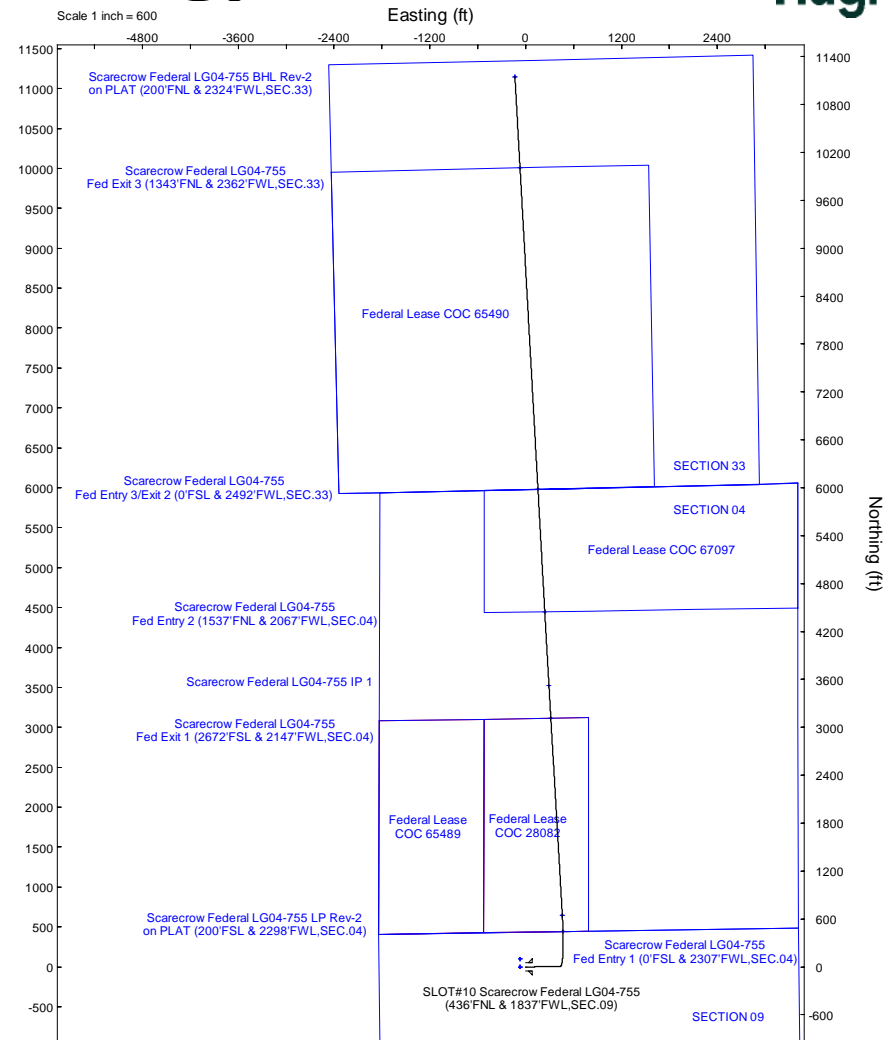 Scale 1 inch = 600
Easting (ft)
-4800 -3600 -2400 -1200 0 1200 2400
11500
11400
Scarecrow Federal LG04-755 BHL Rev-2
on PLAT (200'FNL & 2324'FWL,SEC.33)
11000
10800
10500
10200
10000
Scarecrow Federal LG04-755
Fed Exit 3 (1343'FNL & 2362'FWL,SEC.33)
9600
9500
9000
9000
8500
8400
Federal Lease COC 65490
8000
7800
7500
7200
7000
6600
6500
SECTION 33
Scarecrow Federal LG04-755
Fed Entry 3/Exit 2 (0'FSL & 2492'FWL,SEC.33)
6000
6000
SECTION 04
5500
5400
Northing (ft)
Federal Lease COC 67097
5000
4800
4500
Scarecrow Federal LG04-755
Fed Entry 2 (1537'FNL & 2067'FWL,SEC.04)
4200
4000
Scarecrow Federal LG04-755 IP 1
3600
3500
Scarecrow Federal LG04-755
Fed Exit 1 (2672'FSL & 2147'FWL,SEC.04)
3000
3000
2500
2400
2000
Federal Lease
COC 65489
Federal Lease
COC 28082
1800
1500
1200
1000
Scarecrow Federal LG04-755 LP Rev-2
on PLAT (200'FSL & 2298'FWL,SEC.04)
600
500
Scarecrow Federal LG04-755
Fed Entry 1 (0'FSL & 2307'FWL,SEC.04)
0
0
SLOT#10 Scarecrow Federal LG04-755
(436'FNL & 1837'FWL,SEC.09)
-500
-600
SECTION 09